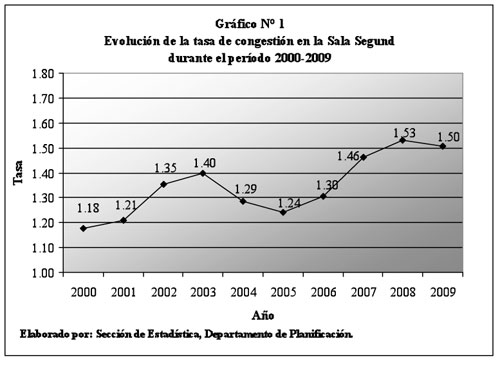 Gráfico Nº 1
Evolución de la tasa de congestión en la Sala Segund
durante el período 2000-2009
1.80
1.70
1.60
1.50
1.40
1.30
1.20
1.10
1.00
Tasa
1.18
1.21
1.35
1.40
1.29
1.24
1.30
1.46
1.53
1.50
2000 2001 2002 2003 2004 2005 2006 2007 2008 2009
Año
Elaborado por: Sección de Estadística, Departamento de Planificación.